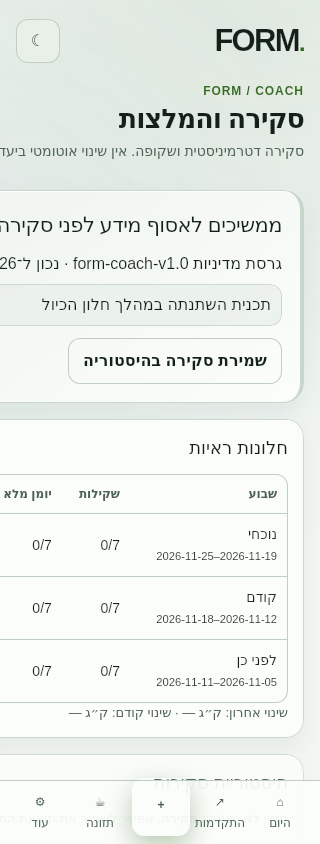 FORM.
FORM / COACH
סקירה והמלצות
סקירה דטרמיניסטית ושקופה. אין שינוי אוטומטי
ממשיכים לאסוף מידע לפני סקירה
גרסת מדיניות form-coach-v1.0 · נכון ל־
תכנית השתנתה במהלך חלון הכיול
שמירת סקירה בהיסטוריה
חלונות ראיות
שבוע שקילות יומן מלא
נוכחי
2026-11-19–2026-11-25 0/7 0/7
קודם
2026-11-12–2026-11-18 0/7 0/7
לפני כן
2026-11-05–2026-11-11 0/7 0/7
שינוי אחרון: ק״ג — · שינוי קודם: ק״ג —
היסטוריית סקירות
+
היום התקדמות תזונה עוד